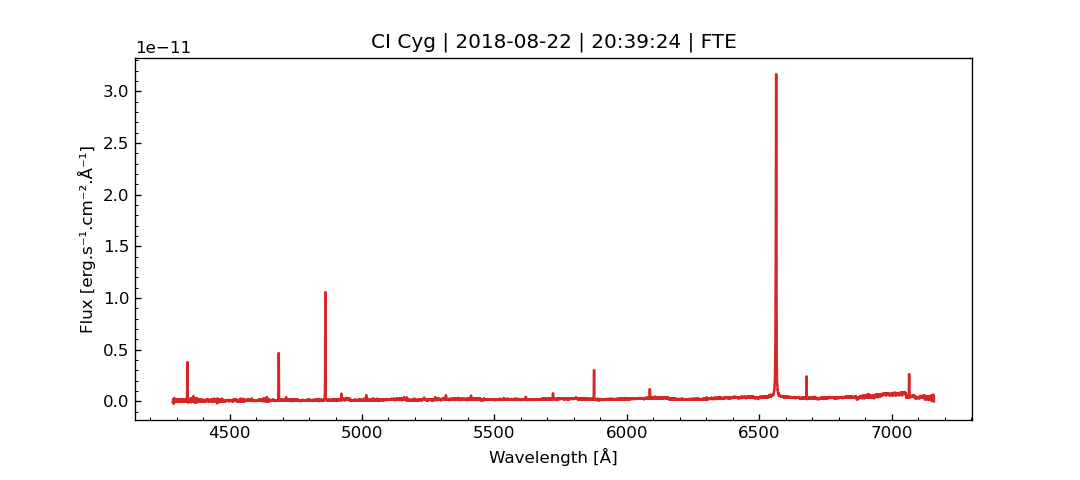 CI Cyg | 2018-08-22 | 20:39:24 | FTE
1e−11
3.0
2.5
2.0
1.5
1.0
0.5
0.0
Flux [erg.s⁻¹.cm⁻².Å⁻¹]
4500 5000 5500 6000 6500 7000
Wavelength [Å]